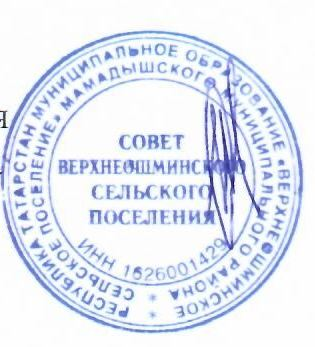 Я
РЕСПУБЛИКА ТАТАРСТАН МУНИЦИПАЛЬНОЕ ОБРАЗОВАНИЕ «ВЕРХНЕОШМИНСКОЕ
СЕЛЬСКОЕ ПОСЕЛЕНИЕ» МАМАДЫШСКОГО МУНИЦИПАЛЬНОГО РАЙОНА
СОВЕТ
ВЕРХНЕОШМИНСКОГО
СЕЛЬСКОГО
ПОСЕЛЕНИЯ
ИНН 1626001429